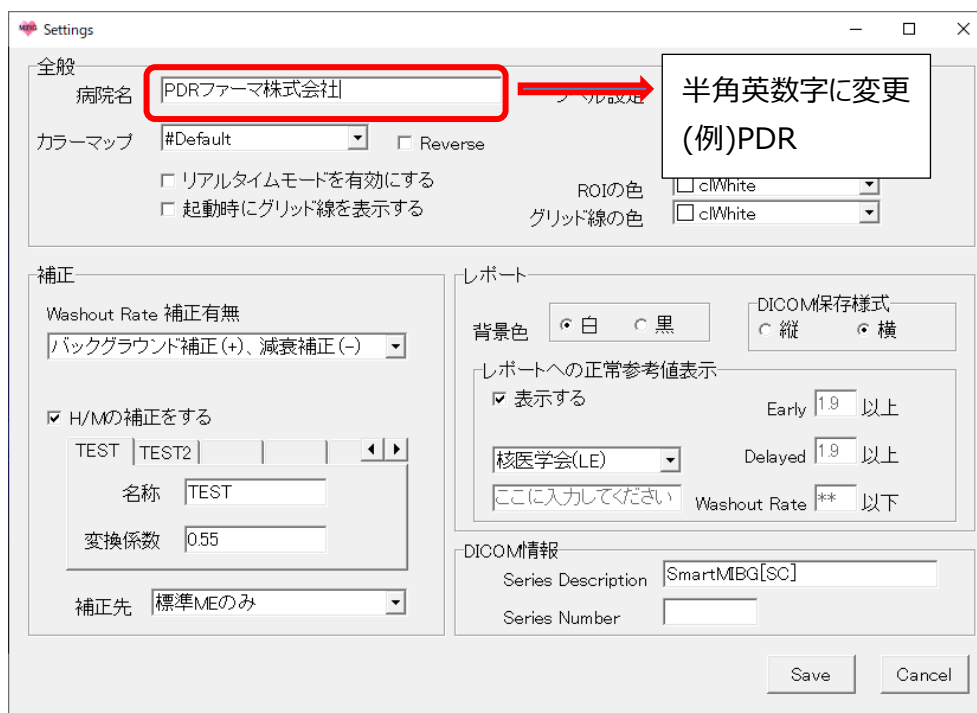 MIBG Settings
全般
病院名 PDRファーマ株式会社
半角英数字に変更
(例)PDR
カラーマップ #Default Reverse
リアルタイムモードを有効にする
起動時にグリッド線を表示する
ROIの色 clWhite
グリッド線の色 clWhite
補正
Washout Rate 補正有無
バックグラウンド補正(+)、減衰補正(-)
H/Mの補正をする
TEST TEST2
名称 TEST
変換係数 0.55
補正先 標準MEのみ
レポート
背景色 白 黒
DICOM保存様式
縦 横
レポートへの正常参考値表示
表示する
Early 1.9 以上
核医学会(LE)
Delayed 1.9 以上
ここに入力してください
Washout Rate ** 以下
DICOM情報
Series Description SmartMIBG[SC]
Series Number
Save Cancel